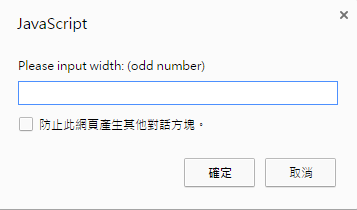 JavaScript
Please input width: (odd number)
防止此網頁產生其他對話方塊。
確定
取消